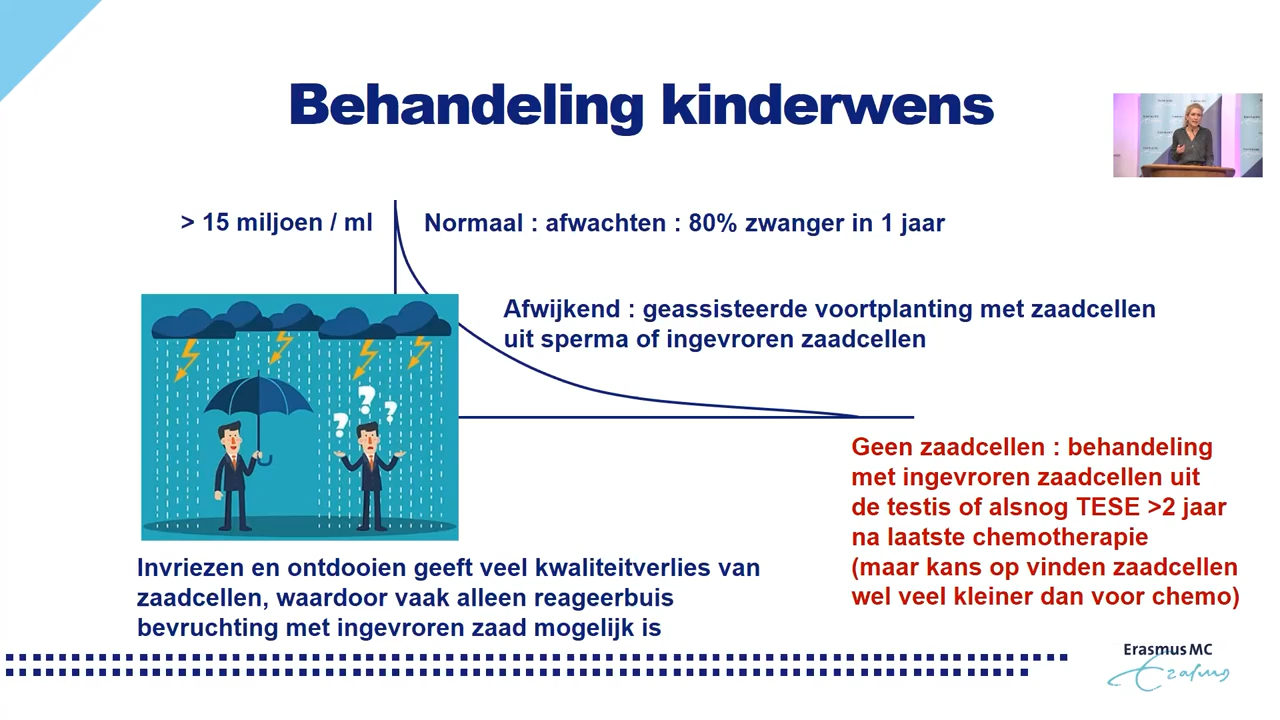 Behandeling kinderwens
> 15 miljoen / ml
Normaal : afwachten : 80% zwanger in 1 jaar
Afwijkend : geassisteerde voortplanting met zaadcellen
uit sperma of ingevroren zaadcellen
? ? ?
Geen zaadcellen : behandeling
met ingevroren zaadcellen uit
de testis of alsnog TESE >2 jaar
na laatste chemotherapie
(maar kans op vinden zaadcellen
wel veel kleiner dan voor chemo)
Invriezen en ontdooien geeft veel kwaliteitverlies van
zaadcellen, waardoor vaak alleen reageerbuis
bevruchting met ingevroren zaad mogelijk is
Erasmus MC
Erasmus